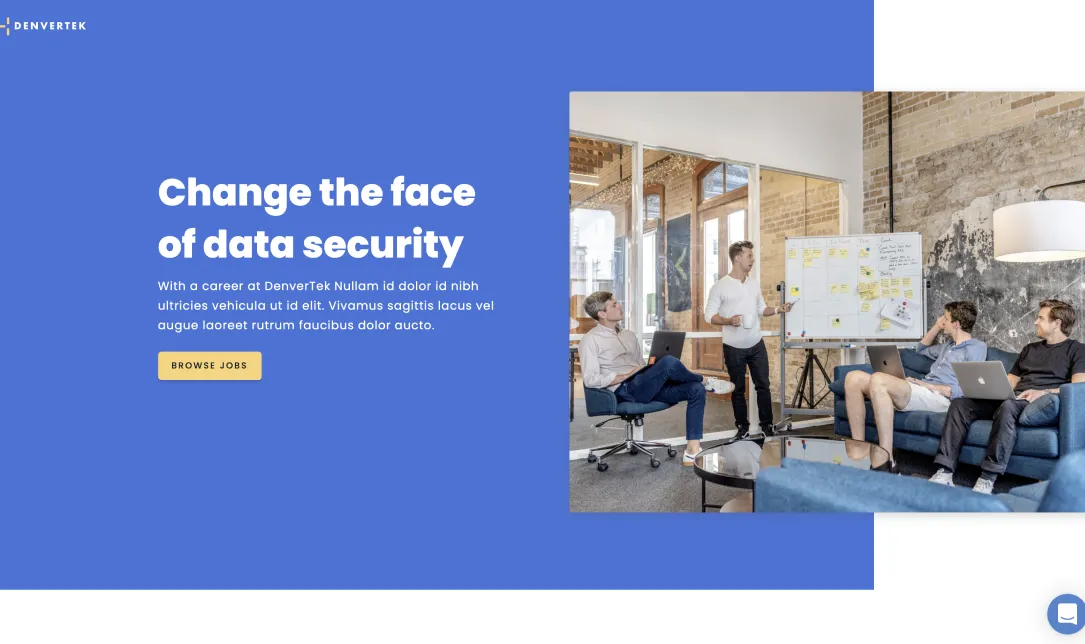 DENVERTEK
Change the face
of data security
With a career at DenverTek Nullam id dolor id nibh
ultricies vehicula ut id elit. Vivamus sagittis lacus vel
augue laoreet rutrum faucibus dolor aucto.
BROWSE JOBS